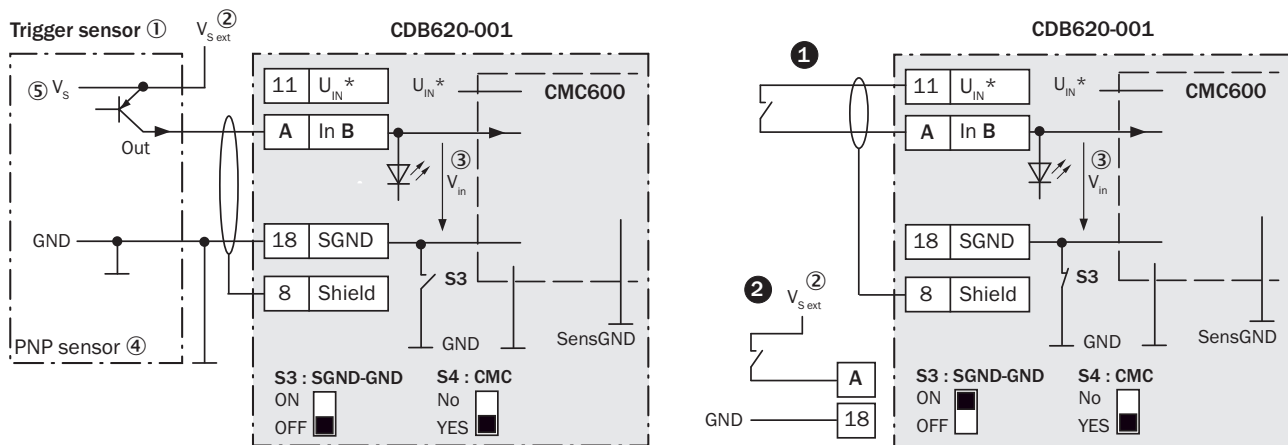 Trigger sensor ①
V_S ext ②
CDB620-001
⑤ V_S
Out
GND
PNP sensor ④
11 U_IN*
A In B
18 SGND
8 Shield
U_IN*
CMC600
③
V_in
S3
GND
SensGND
S3 : SGND-GND
ON
OFF
S4 : CMC
No
YES
CDB620-001
❶
11 U_IN*
A In B
18 SGND
8 Shield
U_IN*
CMC600
③
V_in
S3
GND
SensGND
❷ V_S ext ②
A
GND 18
S3 : SGND-GND
ON
OFF
S4 : CMC
No
YES